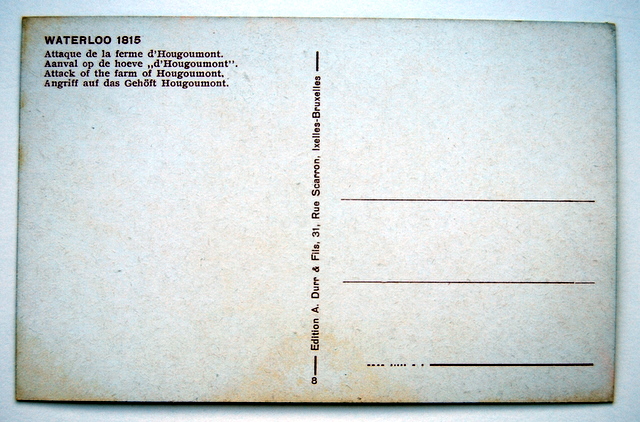 WATERLOO 1815
Attaque de la ferme d'Hougoumont.
Aanval op de hoeve „d'Hougoumont".
Attack of the farm of Hougoumont.
Angriff auf das Gehöft Hougoumont.
8 — Edition A. Durr & Fils, 31, Rue Scarron, Ixelles-Bruxelles —